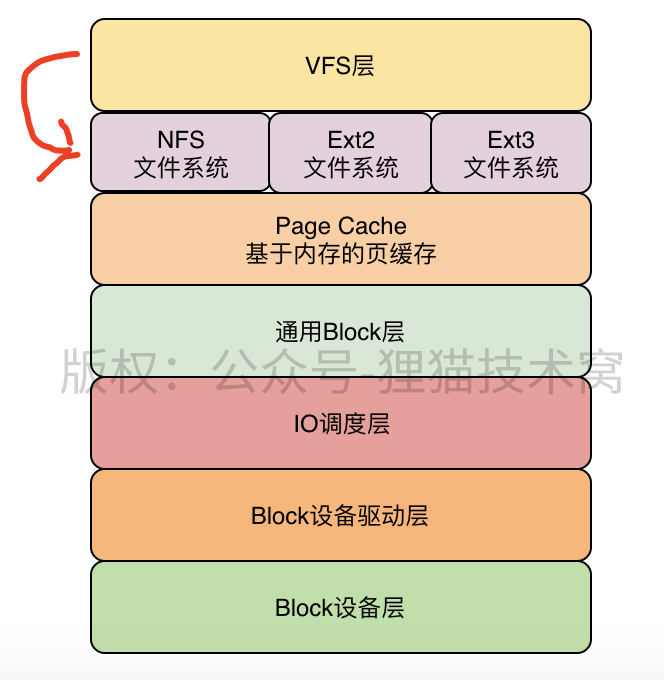 VFS层
NFS
文件系统
Ext2
文件系统
Ext3
文件系统
Page Cache
基于内存的页缓存
通用Block层
版权：公众号-狸猫技术窝
IO调度层
Block设备驱动层
Block设备层